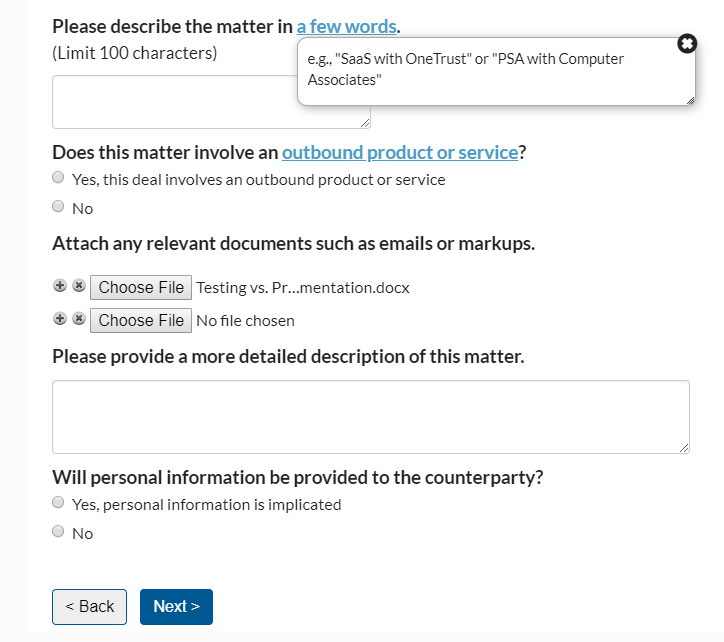 Please describe the matter in a few words.
(Limit 100 characters)
e.g., "SaaS with OneTrust" or "PSA with Computer
Associates"
Does this matter involve an outbound product or service?
Yes, this deal involves an outbound product or service
No
Attach any relevant documents such as emails or markups.
Choose File Testing vs. Pr...mentation.docx
Choose File No file chosen
Please provide a more detailed description of this matter.
Will personal information be provided to the counterparty?
Yes, personal information is implicated
No
< Back Next >